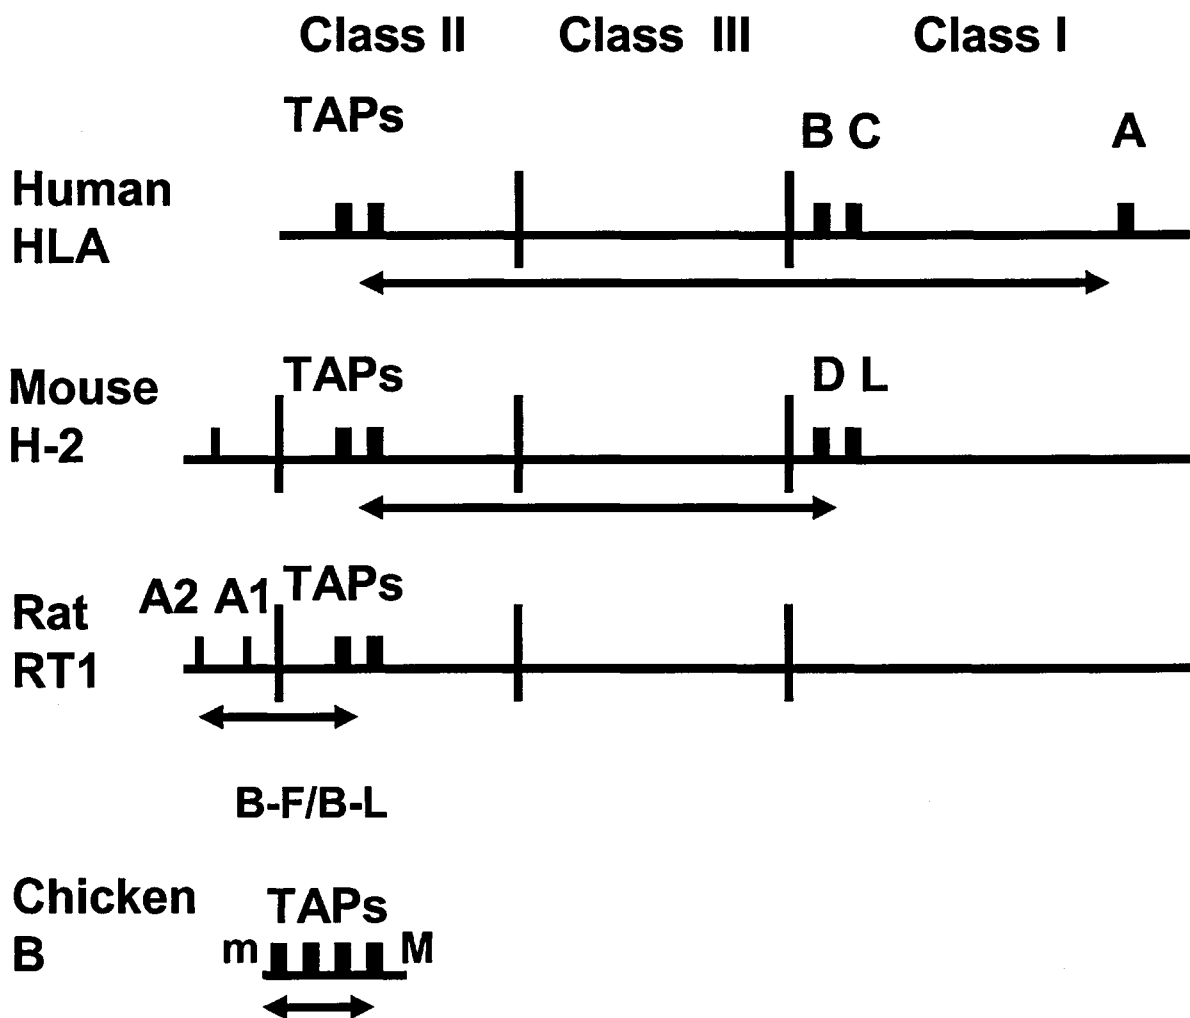 Class II Class III Class I
TAPs
B C A
Human
HLA
TAPs D L
Mouse
H-2
A2 A1 TAPs
Rat
RT1
B-F/B-L
Chicken TAPs
B m M